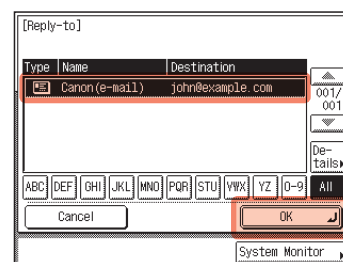 [Reply-to]
Type Name Destination
Canon(e-mail) john@example.com
001/
001
De-
tails
ABC DEF GHI JKL MNO PQR STU VWX YZ 0-9 All
Cancel OK
System Monitor